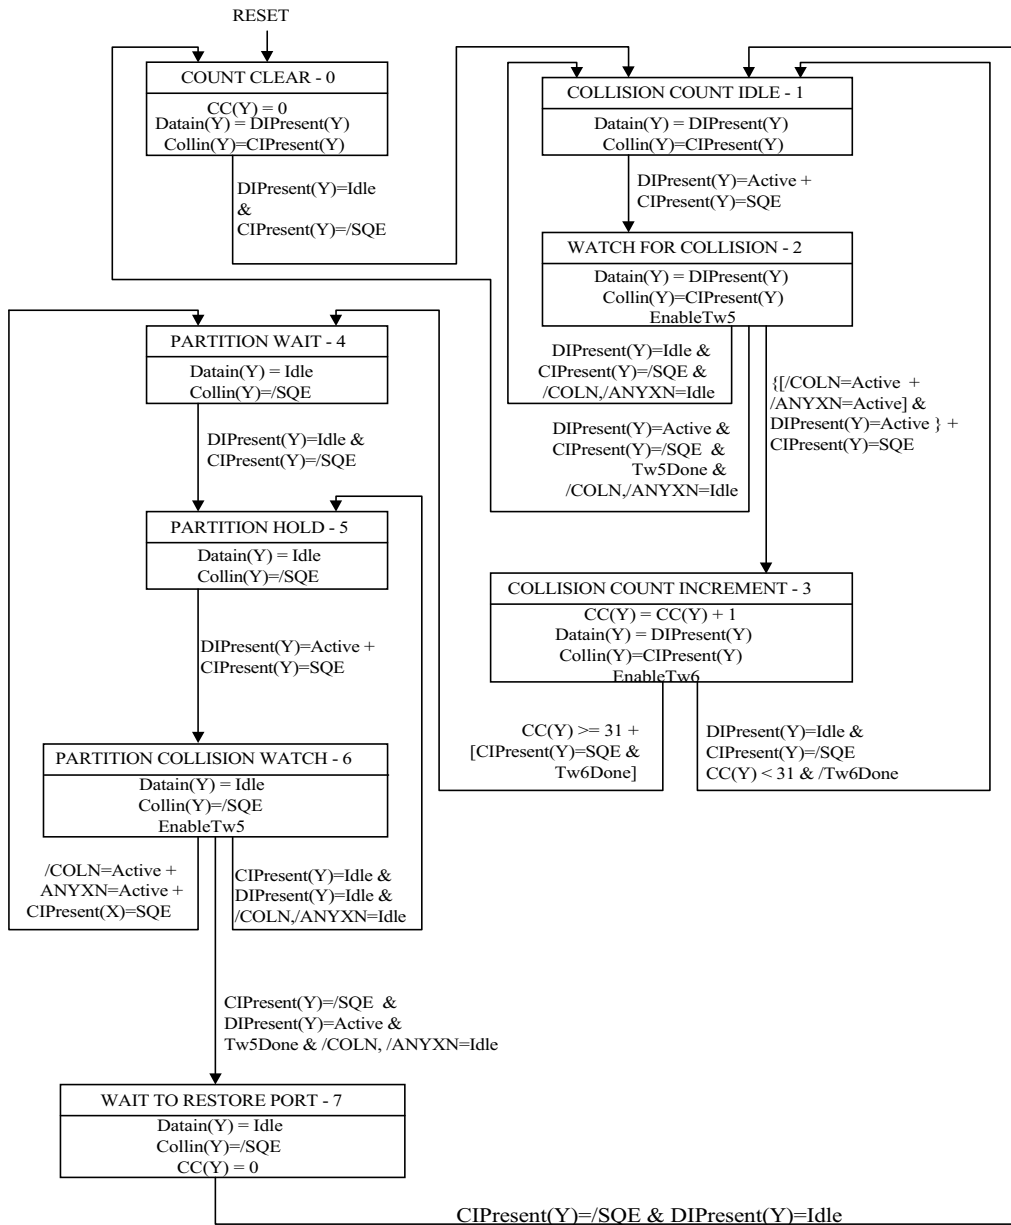 RESET
COUNT CLEAR - 0
CC(Y) = 0
Datain(Y) = DIPresent(Y)
Collin(Y)=CIPresent(Y)
DIPresent(Y)=Idle
&
CIPresent(Y)=/SQE
COLLISION COUNT IDLE - 1
Datain(Y) = DIPresent(Y)
Collin(Y)=CIPresent(Y)
DIPresent(Y)=Active +
CIPresent(Y)=SQE
WATCH FOR COLLISION - 2
Datain(Y) = DIPresent(Y)
Collin(Y)=CIPresent(Y)
EnableTw5
DIPresent(Y)=Idle &
CIPresent(Y)=/SQE &
/COLN,/ANYXN=Idle
DIPresent(Y)=Active &
CIPresent(Y)=/SQE &
Tw5Done &
/COLN,/ANYXN=Idle
{[/COLN=Active +
/ANYXN=Active] &
DIPresent(Y)=Active } +
CIPresent(Y)=SQE
COLLISION COUNT INCREMENT - 3
CC(Y) = CC(Y) + 1
Datain(Y) = DIPresent(Y)
Collin(Y)=CIPresent(Y)
EnableTw6
CC(Y) >= 31 +
[CIPresent(Y)=SQE &
Tw6Done]
DIPresent(Y)=Idle &
CIPresent(Y)=/SQE
CC(Y) < 31 & /Tw6Done
PARTITION WAIT - 4
Datain(Y) = Idle
Collin(Y)=/SQE
DIPresent(Y)=Idle &
CIPresent(Y)=/SQE
PARTITION HOLD - 5
Datain(Y) = Idle
Collin(Y)=/SQE
DIPresent(Y)=Active +
CIPresent(Y)=SQE
PARTITION COLLISION WATCH - 6
Datain(Y) = Idle
Collin(Y)=/SQE
EnableTw5
/COLN=Active +
ANYXN=Active +
CIPresent(X)=SQE
CIPresent(Y)=Idle &
DIPresent(Y)=Idle &
/COLN,/ANYXN=Idle
CIPresent(Y)=/SQE &
DIPresent(Y)=Active &
Tw5Done & /COLN, /ANYXN=Idle
WAIT TO RESTORE PORT - 7
Datain(Y) = Idle
Collin(Y)=/SQE
CC(Y) = 0
CIPresent(Y)=/SQE & DIPresent(Y)=Idle